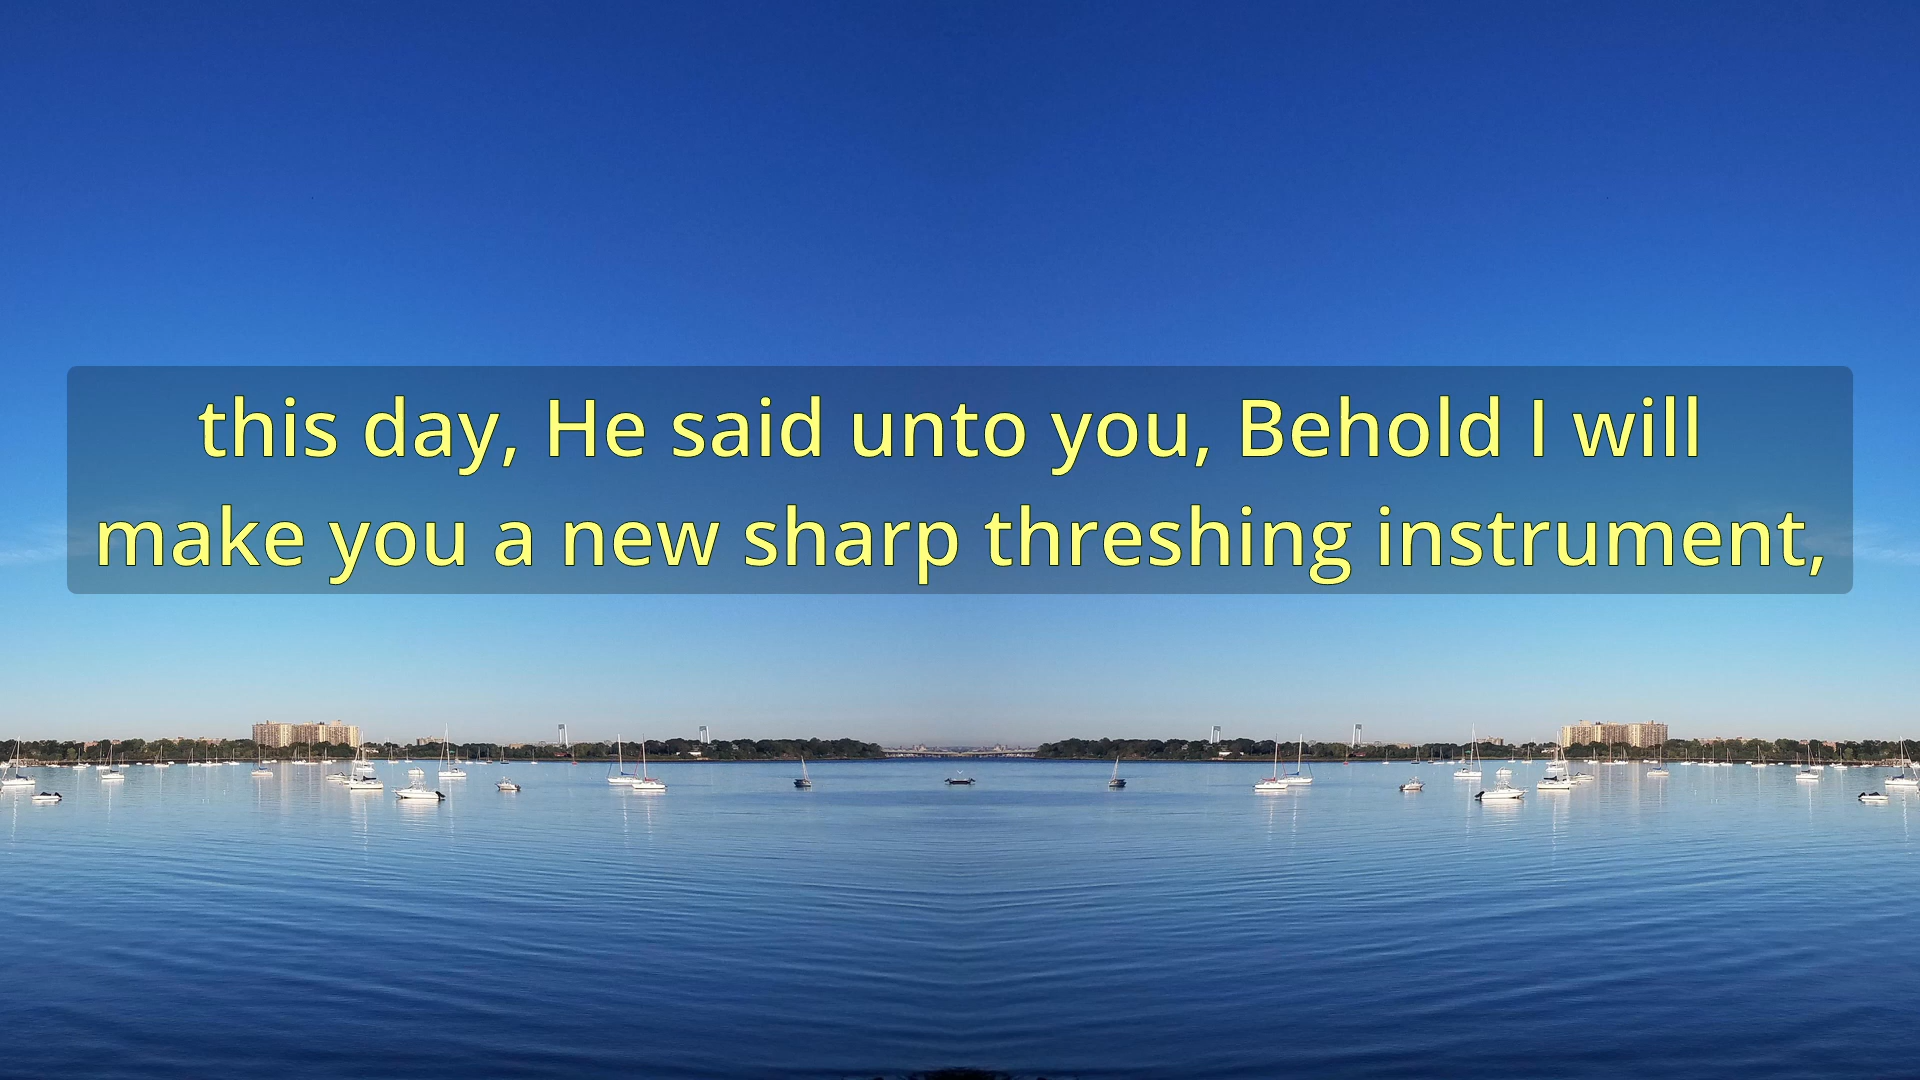 this day, He said unto you, Behold I will
make you a new sharp threshing instrument,